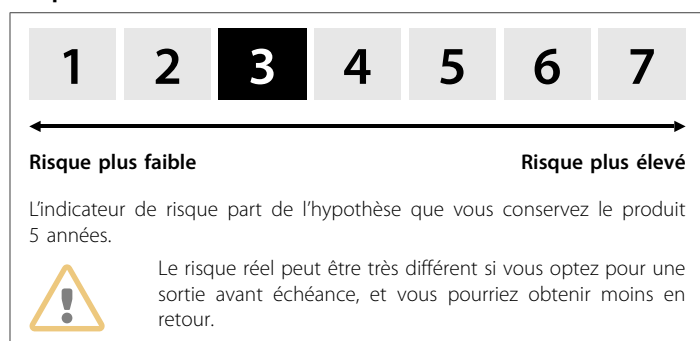 1 2 3 4 5 6 7
Risque plus faible Risque plus élevé
L'indicateur de risque part de l'hypothèse que vous conservez le produit
5 années.
Le risque réel peut être très différent si vous optez pour une
sortie avant échéance, et vous pourriez obtenir moins en
retour.